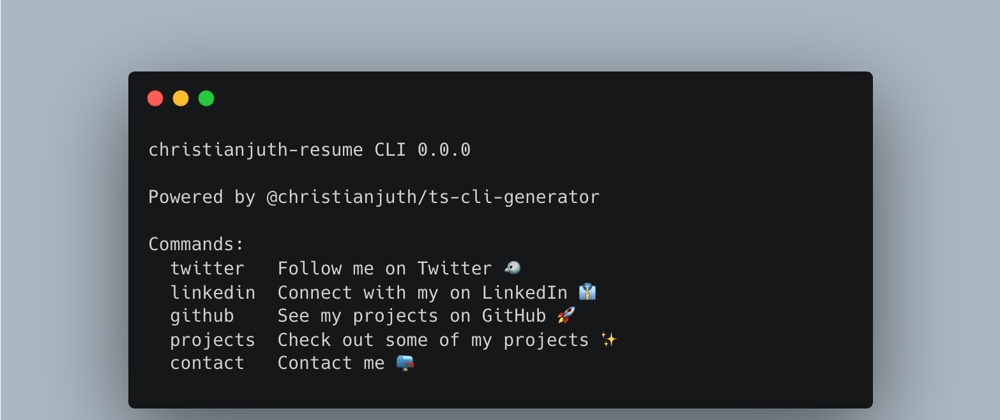 christianjuth-resume CLI 0.0.0
Powered by @christianjuth/ts-cli-generator
Commands:
twitter Follow me on Twitter 🐦
linkedin Connect with my on LinkedIn 👔
github See my projects on GitHub 🚀
projects Check out some of my projects ✨
contact Contact me 📪